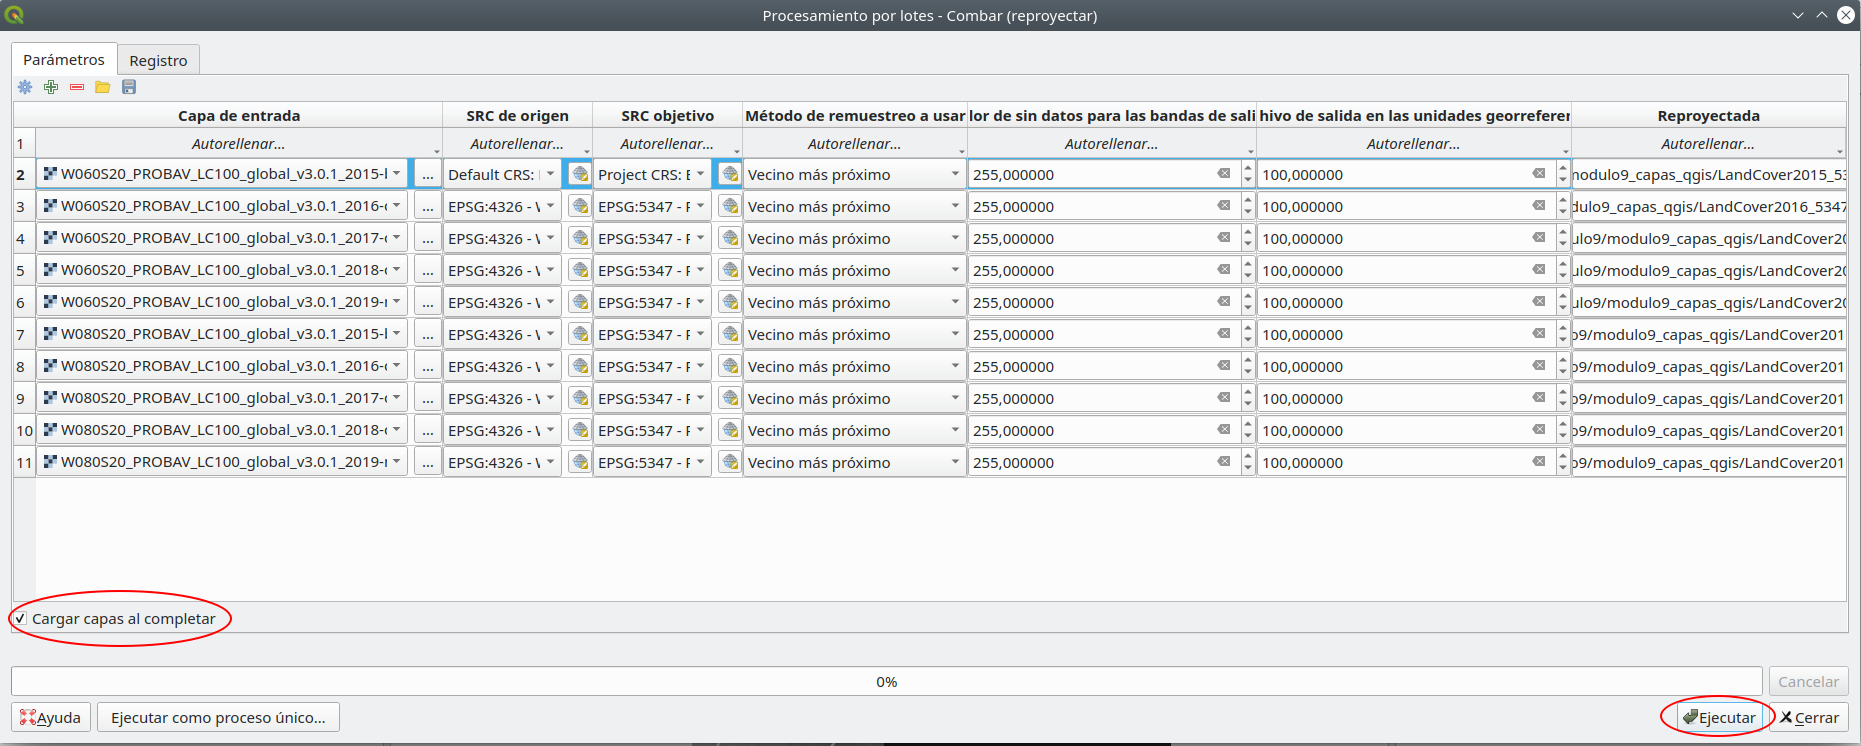 Procesamiento por lotes - Combar (reproyectar)
Parámetros Registro
Capa de entrada SRC de origen SRC objetivo Método de remuestreo a usar lor de sin datos para las bandas de sali hivo de salida en las unidades georreferer Reproyectada
1 Autorellenar... Autorellenar... Autorellenar... Autorellenar... Autorellenar... Autorellenar... Autorellenar...
2 W060S20_PROBAV_LC100_global_v3.0.1_2015-b ... Default CRS: Project CRS: E Vecino más próximo 255,000000 100,000000 modulo9_capas_qgis/LandCover2015_53
3 W060S20_PROBAV_LC100_global_v3.0.1_2016-c ... EPSG:4326 - W EPSG:5347 - P Vecino más próximo 255,000000 100,000000 dulo9_capas_qgis/LandCover2016_5347
4 W060S20_PROBAV_LC100_global_v3.0.1_2017-c ... EPSG:4326 - W EPSG:5347 - P Vecino más próximo 255,000000 100,000000 ulo9/modulo9_capas_qgis/LandCover20
5 W060S20_PROBAV_LC100_global_v3.0.1_2018-c ... EPSG:4326 - W EPSG:5347 - P Vecino más próximo 255,000000 100,000000 ulo9/modulo9_capas_qgis/LandCover20
6 W060S20_PROBAV_LC100_global_v3.0.1_2019-n ... EPSG:4326 - W EPSG:5347 - P Vecino más próximo 255,000000 100,000000 ulo9/modulo9_capas_qgis/LandCover20
7 W080S20_PROBAV_LC100_global_v3.0.1_2015-b ... EPSG:4326 - W EPSG:5347 - P Vecino más próximo 255,000000 100,000000 o9/modulo9_capas_qgis/LandCover201
8 W080S20_PROBAV_LC100_global_v3.0.1_2016-c ... EPSG:4326 - W EPSG:5347 - P Vecino más próximo 255,000000 100,000000 o9/modulo9_capas_qgis/LandCover201
9 W080S20_PROBAV_LC100_global_v3.0.1_2017-c ... EPSG:4326 - W EPSG:5347 - P Vecino más próximo 255,000000 100,000000 o9/modulo9_capas_qgis/LandCover201
10 W080S20_PROBAV_LC100_global_v3.0.1_2018-c ... EPSG:4326 - W EPSG:5347 - P Vecino más próximo 255,000000 100,000000 o9/modulo9_capas_qgis/LandCover201
11 W080S20_PROBAV_LC100_global_v3.0.1_2019-n ... EPSG:4326 - W EPSG:5347 - P Vecino más próximo 255,000000 100,000000 o9/modulo9_capas_qgis/LandCover201
Cargar capas al completar
0% Cancelar
Ayuda Ejecutar como proceso único... Ejecutar Cerrar